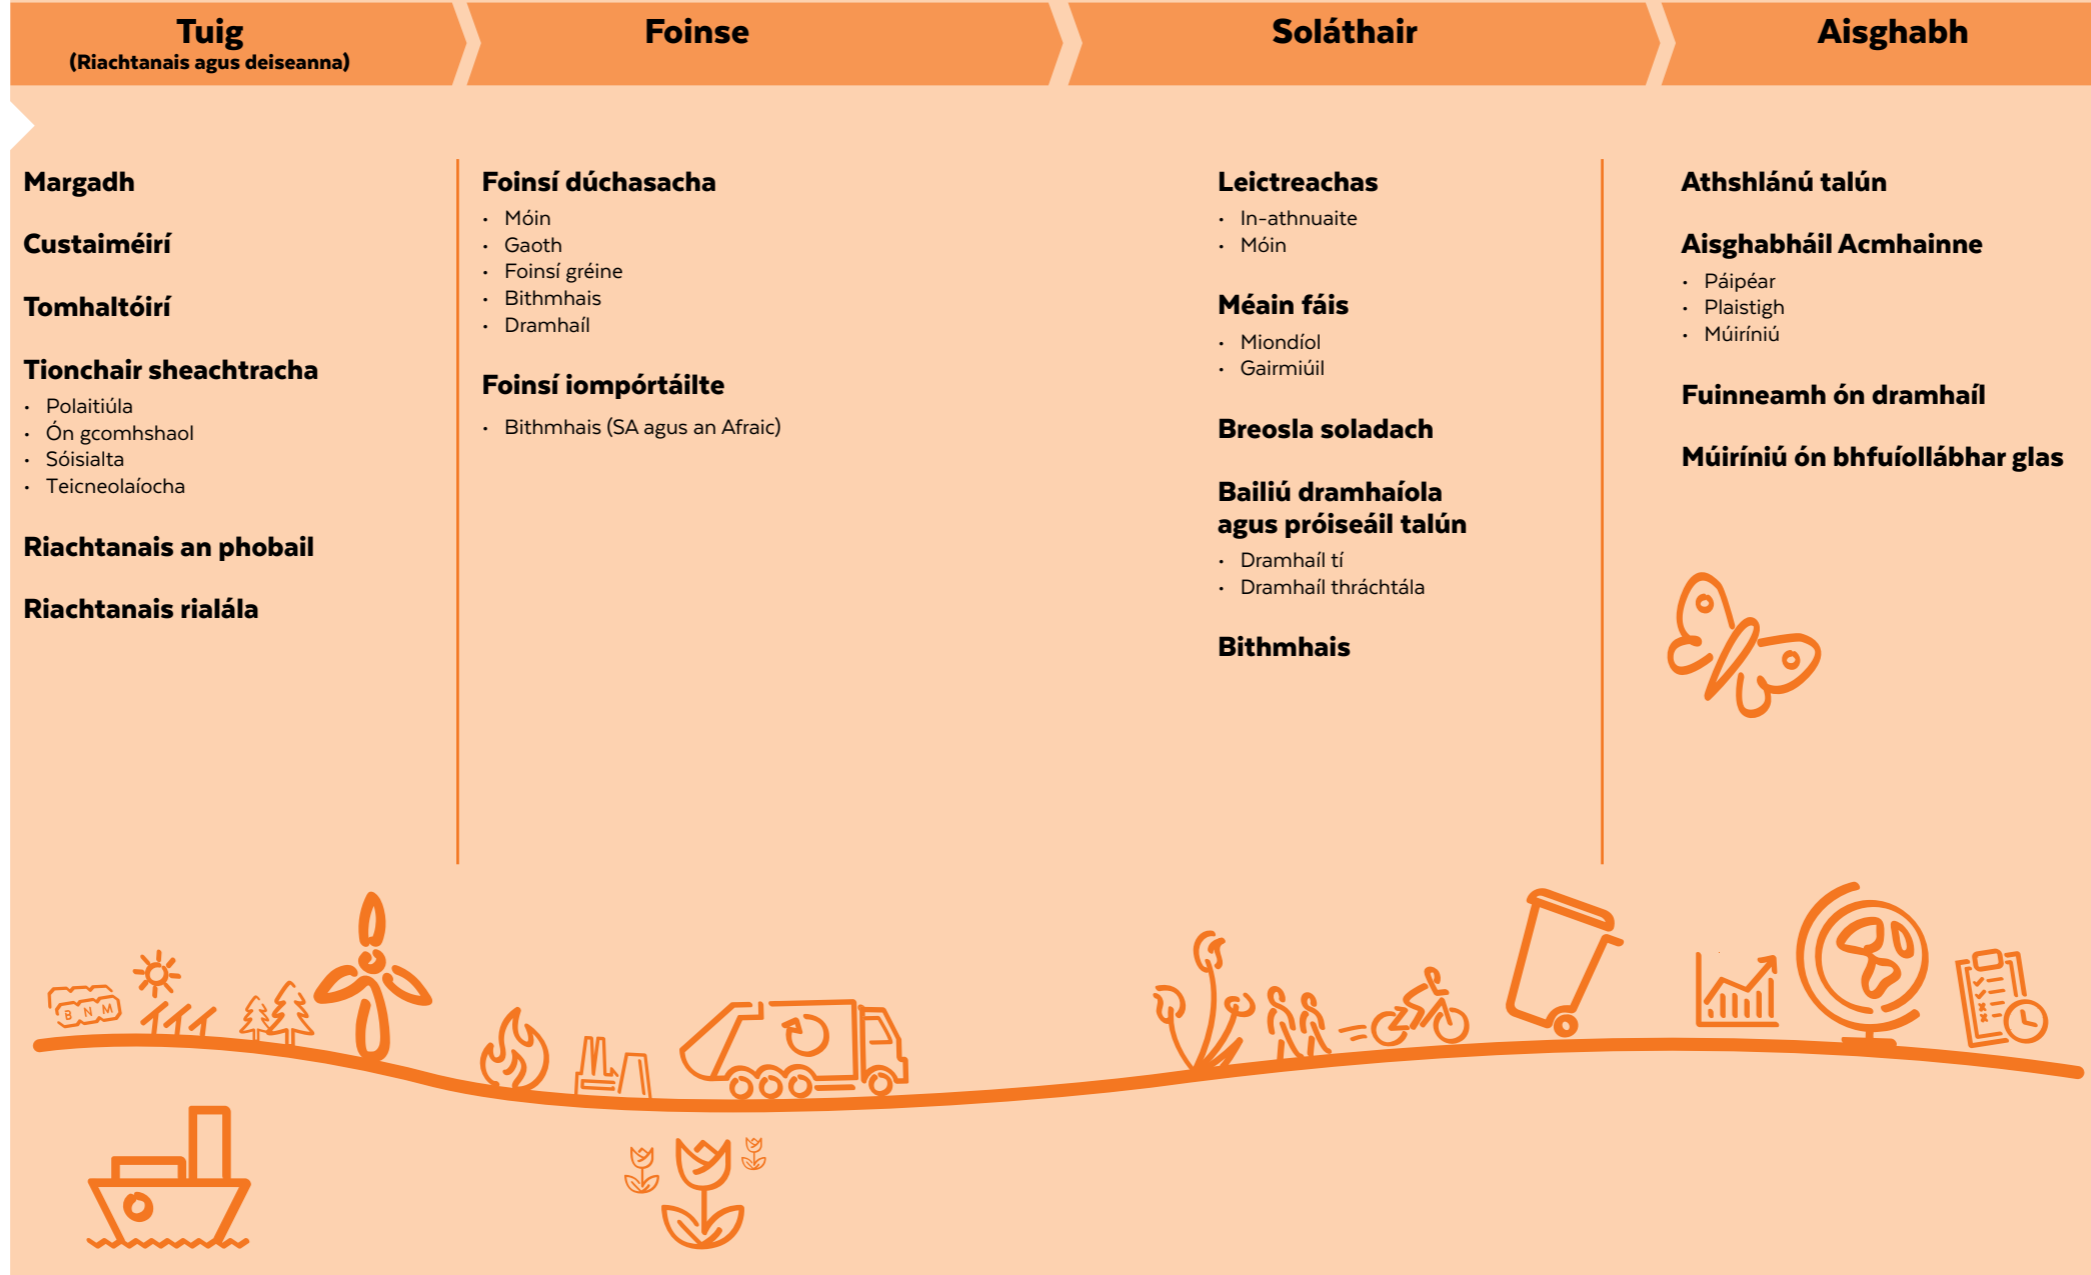 Tuig
(Riachtanais agus deiseanna)
Foinse
Soláthair
Aisghabh
Margadh
Custaiméirí
Tomhaltóirí
Tionchair sheachtracha
· Polaitiúla
· Ón gcomhshaol
· Sóisialta
· Teicneolaíocha
Riachtanais an phobail
Riachtanais rialála
Foinsí dúchasacha
· Móin
· Gaoth
· Foinsí gréine
· Bithmhais
· Dramhaíl
Foinsí iompórtáilte
· Bithmhais (SA agus an Afraic)
Leictreachas
· In-athnuaite
· Móin
Méain fáis
· Miondíol
· Gairmiúil
Breosla soladach
Bailiú dramhaíola
agus próiseáil talún
· Dramhaíl tí
· Dramhaíl thráchtála
Bithmhais
Athshlánú talún
Aisghabháil Acmhainne
· Páipéar
· Plaistigh
· Múiríniú
Fuinneamh ón dramhaíl
Múiríniú ón bhfuíollábhar glas
B N M